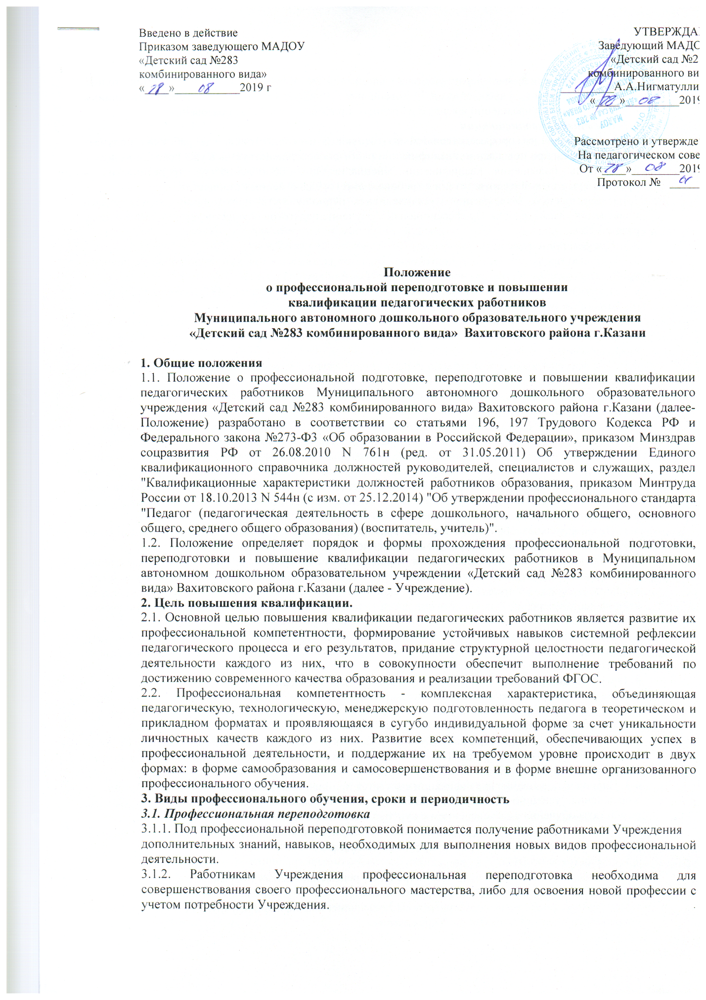 Введено в действие
Приказом заведующего МАДОУ
«Детский сад №283
комбинированного вида»
«28» 08 2019 г
УТВЕРЖДА
Заведующий МАДО
«Детский сад №2
комбинированного ви
А.А.Нигматулли
«28» 08 2019
Рассмотрено и утвержде
На педагогическом сове
От «28» 08 2019
Протокол № 01
Положение
о профессиональной переподготовке и повышении
квалификации педагогических работников
Муниципального автономного дошкольного образовательного учреждения
«Детский сад №283 комбинированного вида» Вахитовского района г.Казани
1. Общие положения
1.1. Положение о профессиональной подготовке, переподготовке и повышении квалификации
педагогических работников Муниципального автономного дошкольного образовательного
учреждения «Детский сад №283 комбинированного вида» Вахитовского района г.Казани (далее-
Положение) разработано в соответствии со статьями 196, 197 Трудового Кодекса РФ и
Федерального закона №273-ФЗ «Об образовании в Российской Федерации», приказом Минздрав
соцразвития РФ от 26.08.2010 N 761н (ред. от 31.05.2011) Об утверждении Единого
квалификационного справочника должностей руководителей, специалистов и служащих, раздел
"Квалификационные характеристики должностей работников образования, приказом Минтруда
России от 18.10.2013 N 544н (с изм. от 25.12.2014) "Об утверждении профессионального стандарта
"Педагог (педагогическая деятельность в сфере дошкольного, начального общего, основного
общего, среднего общего образования) (воспитатель, учитель)".
1.2. Положение определяет порядок и формы прохождения профессиональной подготовки,
переподготовки и повышение квалификации педагогических работников в Муниципальном
автономном дошкольном образовательном учреждении «Детский сад №283 комбинированного
вида» Вахитовского района г.Казани (далее - Учреждение).
2. Цель повышения квалификации.
2.1. Основной целью повышения квалификации педагогических работников является развитие их
профессиональной компетентности, формирование устойчивых навыков системной рефлексии
педагогического процесса и его результатов, придание структурной целостности педагогической
деятельности каждого из них, что в совокупности обеспечит выполнение требований по
достижению современного качества образования и реализации требований ФГОС.
2.2. Профессиональная компетентность - комплексная характеристика, объединяющая
педагогическую, технологическую, менеджерскую подготовленность педагога в теоретическом и
прикладном форматах и проявляющаяся в сугубо индивидуальной форме за счет уникальности
личностных качеств каждого из них. Развитие всех компетенций, обеспечивающих успех в
профессиональной деятельности, и поддержание их на требуемом уровне происходит в двух
формах: в форме самообразования и самосовершенствования и в форме внешне организованного
профессионального обучения.
3. Виды профессионального обучения, сроки и периодичность
3.1. Профессиональная переподготовка
3.1.1. Под профессиональной переподготовкой понимается получение работниками Учреждения
дополнительных знаний, навыков, необходимых для выполнения новых видов профессиональной
деятельности.
3.1.2. Работникам Учреждения профессиональная переподготовка необходима для
совершенствования своего профессионального мастерства, либо для освоения новой профессии с
учетом потребности Учреждения.